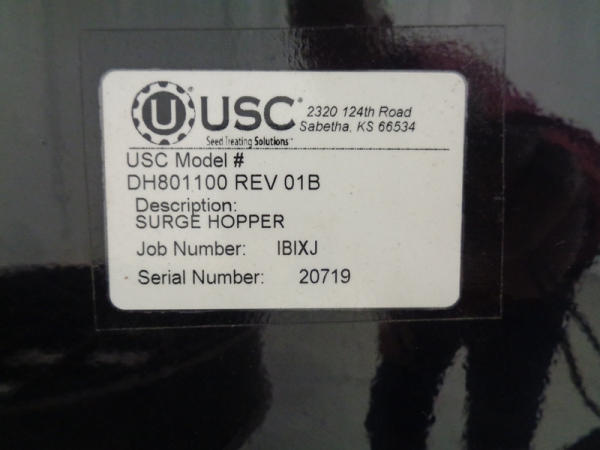 U USC
2320 124th Road
Sabetha, KS 66534
Seed Treating Solutions™
USC Model #
DH801100 REV 01B
Description:
SURGE HOPPER
Job Number: IBIXJ
Serial Number: 20719